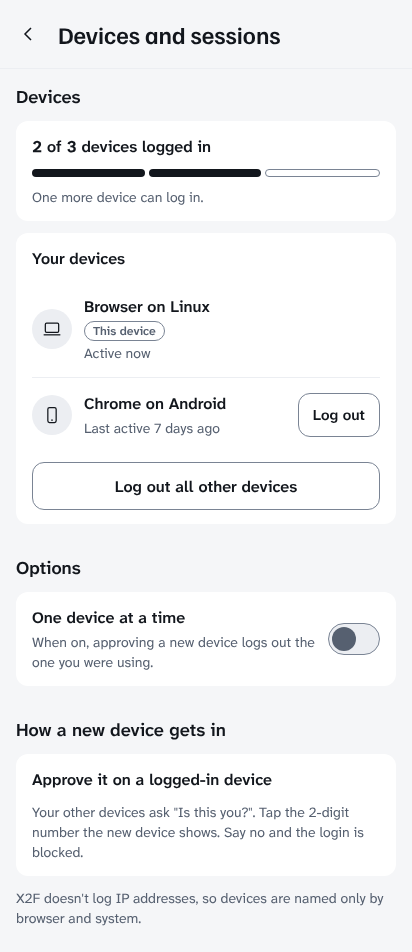 Devices and sessions
Devices
2 of 3 devices logged in
One more device can log in.
Your devices
Browser on Linux
This device
Active now
Chrome on Android
Last active 7 days ago
Log out
Log out all other devices
Options
One device at a time
When on, approving a new device logs out the
one you were using.
How a new device gets in
Approve it on a logged-in device
Your other devices ask "Is this you?". Tap the 2-digit
number the new device shows. Say no and the login is
blocked.
X2F doesn't log IP addresses, so devices are named only by
browser and system.